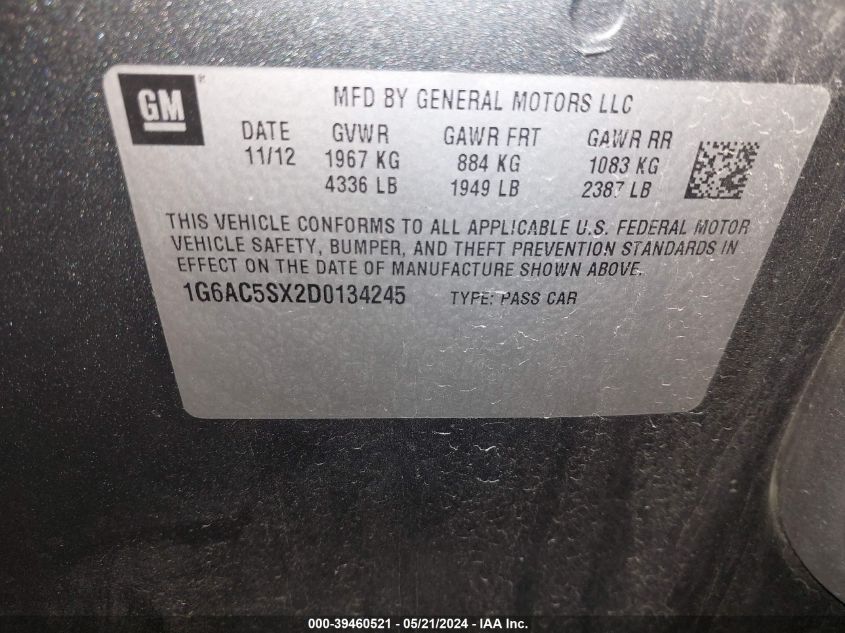 GM ®
MFD BY GENERAL MOTORS LLC
DATE GVWR GAWR FRT GAWR RR
11/12 1967 KG 884 KG 1083 KG
4336 LB 1949 LB 2387 LB
THIS VEHICLE CONFORMS TO ALL APPLICABLE U.S. FEDERAL MOTOR
VEHICLE SAFETY, BUMPER, AND THEFT PREVENTION STANDARDS IN
EFFECT ON THE DATE OF MANUFACTURE SHOWN ABOVE.
1G6AC5SX2D0134245 TYPE: PASS CAR
000-39460521 - 05/21/2024 - IAA Inc.